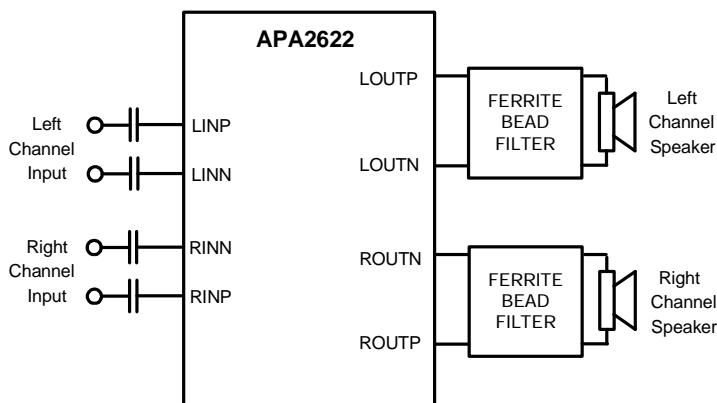 APA2622
Left
Channel
Input
LINP
LINN
Right
Channel
Input
RINN
RINP
LOUTP
LOUTN
ROUTN
ROUTP
FERRITE
BEAD
FILTER
Left
Channel
Speaker
FERRITE
BEAD
FILTER
Right
Channel
Speaker